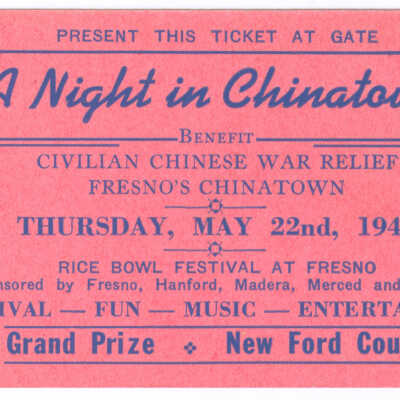 PRESENT THIS TICKET AT GATE
A Night in Chinatow
BENEFIT
CIVILIAN CHINESE WAR RELIEF
FRESNO'S CHINATOWN
THURSDAY, MAY 22nd, 194
RICE BOWL FESTIVAL AT FRESNO
nsored by Fresno, Hanford, Madera, Merced and
IVAL — FUN — MUSIC — ENTERTA
Grand Prize New Ford Cou